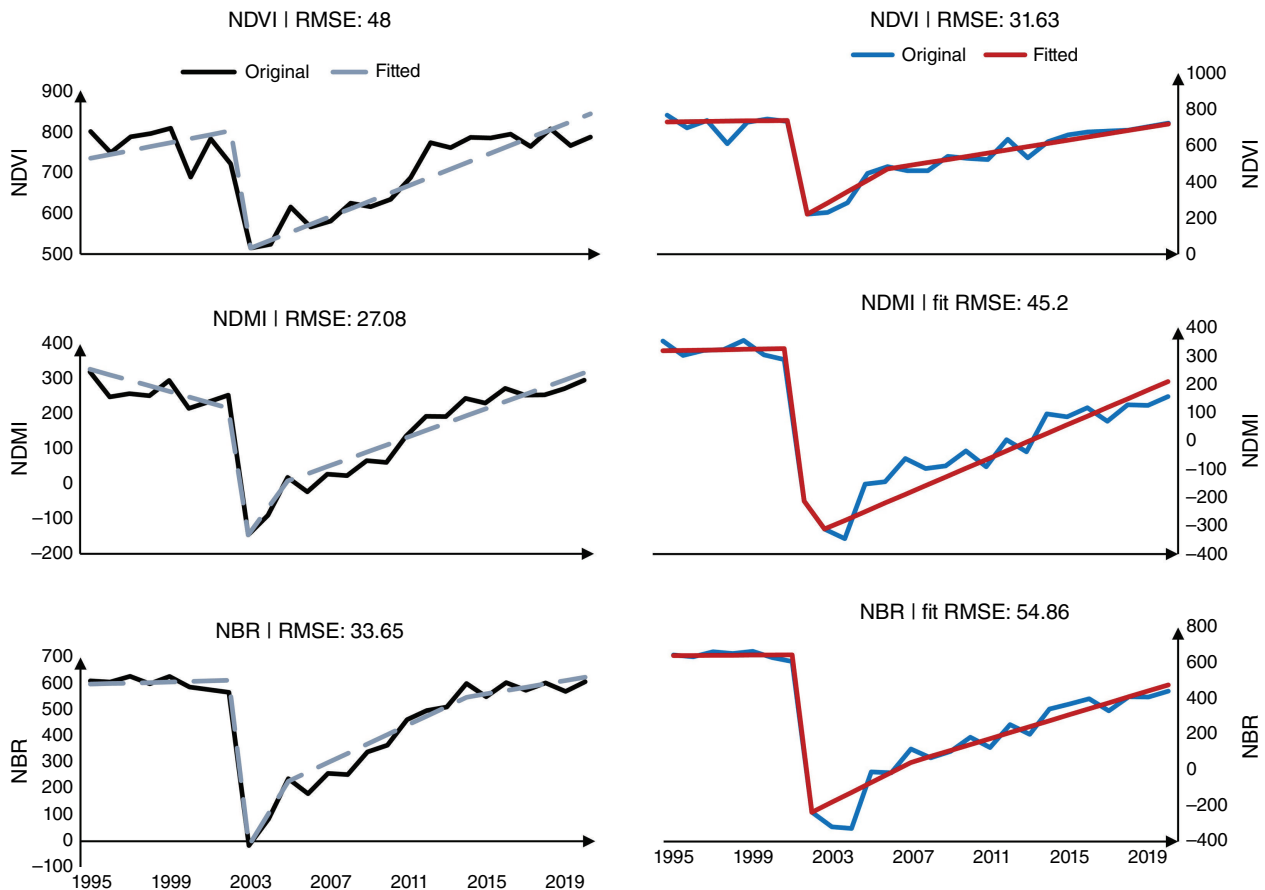 NDVI | RMSE: 48
Original Fitted
900
800
700
600
500
NDVI
NDVI | RMSE: 31.63
Original Fitted
1000
800
600
400
200
0
NDVI
NDMI | RMSE: 27.08
400
300
200
100
0
–100
–200
NDMI
NDMI | fit RMSE: 45.2
400
300
200
100
0
–100
–200
–300
–400
NDMI
NBR | RMSE: 33.65
700
600
500
400
300
200
100
0
–100
NBR
1995 1999 2003 2007 2011 2015 2019
NBR | fit RMSE: 54.86
800
600
400
200
0
–200
–400
NBR
1995 1999 2003 2007 2011 2015 2019